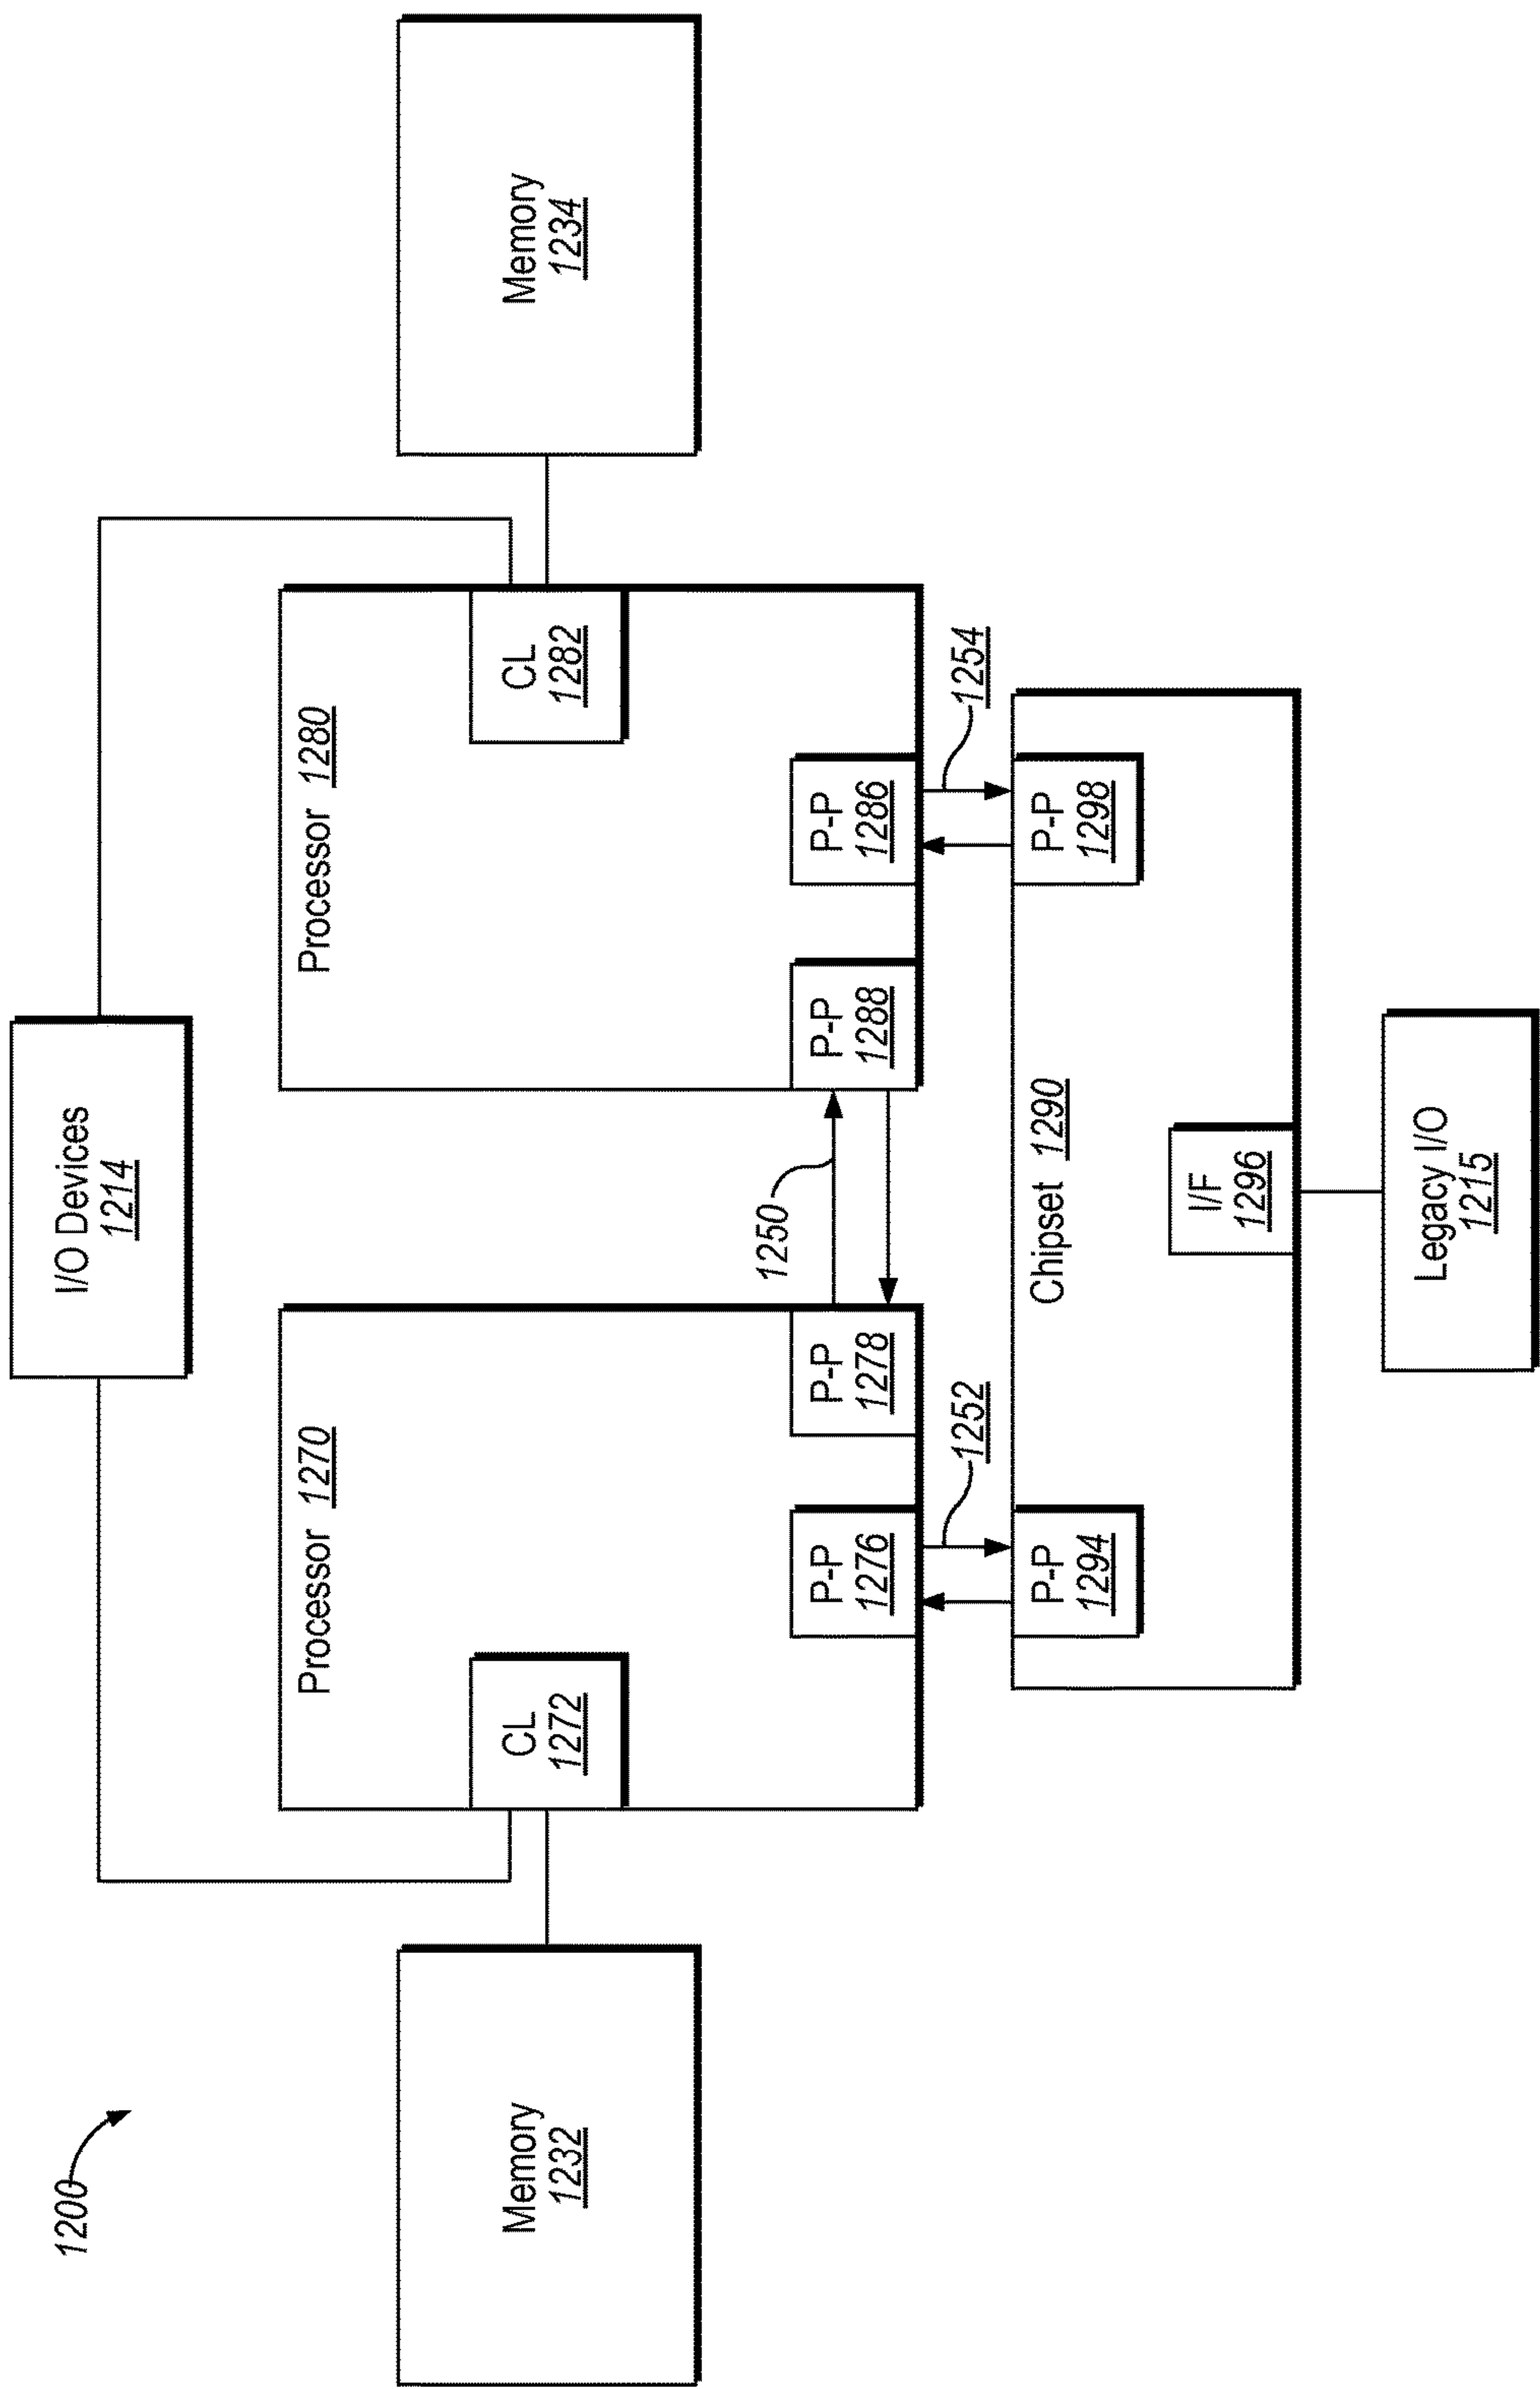 1200
I/O Devices
1214
Memory
1232
Processor 1270
CL
1272
P-P
1276
P-P
1278
1250
Processor 1280
CL
1282
P-P
1288
P-P
1286
Memory
1234
1252
1254
P-P
1294
Chipset 1290
P-P
1298
I/F
1296
Legacy I/O
1215